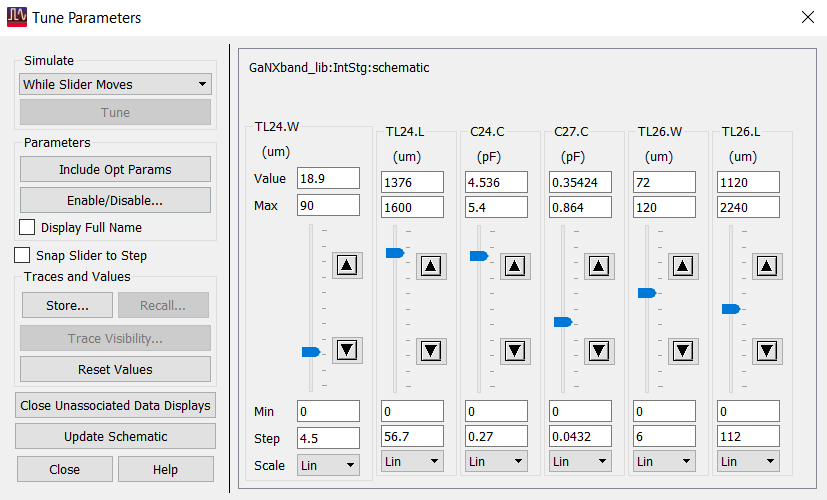 Tune Parameters
Simulate
While Slider Moves
Tune
Parameters
Include Opt Params
Enable/Disable...
Display Full Name
Snap Slider to Step
Traces and Values
Store... Recall...
Trace Visibility...
Reset Values
Close Unassociated Data Displays
Update Schematic
Close Help
GaNXband_lib:IntStg:schematic
TL24.W TL24.L C24.C C27.C TL26.W TL26.L
(um) (um) (pF) (pF) (um) (um)
Value 18.9 1376 4.536 0.35424 72 1120
Max 90 1600 5.4 0.864 120 2240
Min 0 0 0 0 0 0
Step 4.5 56.7 0.27 0.0432 6 112
Scale Lin Lin Lin Lin Lin Lin